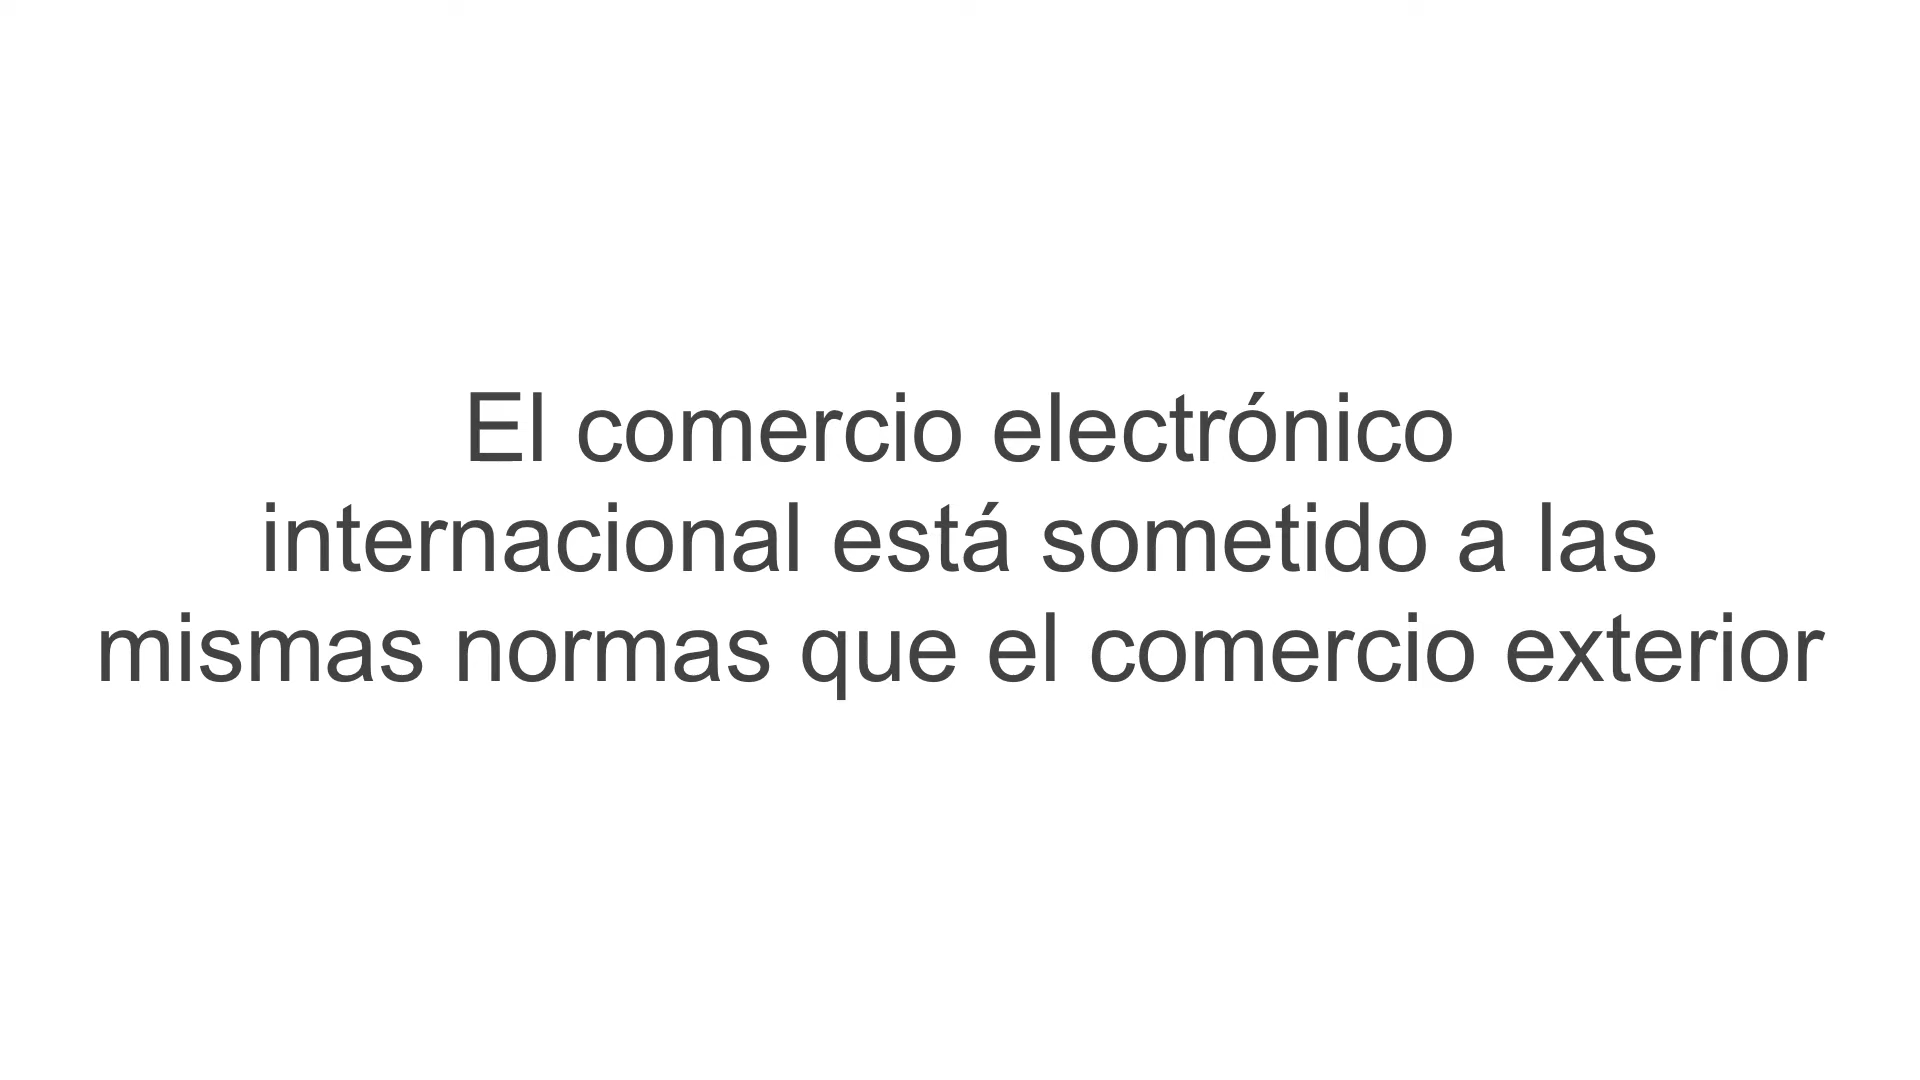 El comercio electrónico
internacional está sometido a las
mismas normas que el comercio exterior